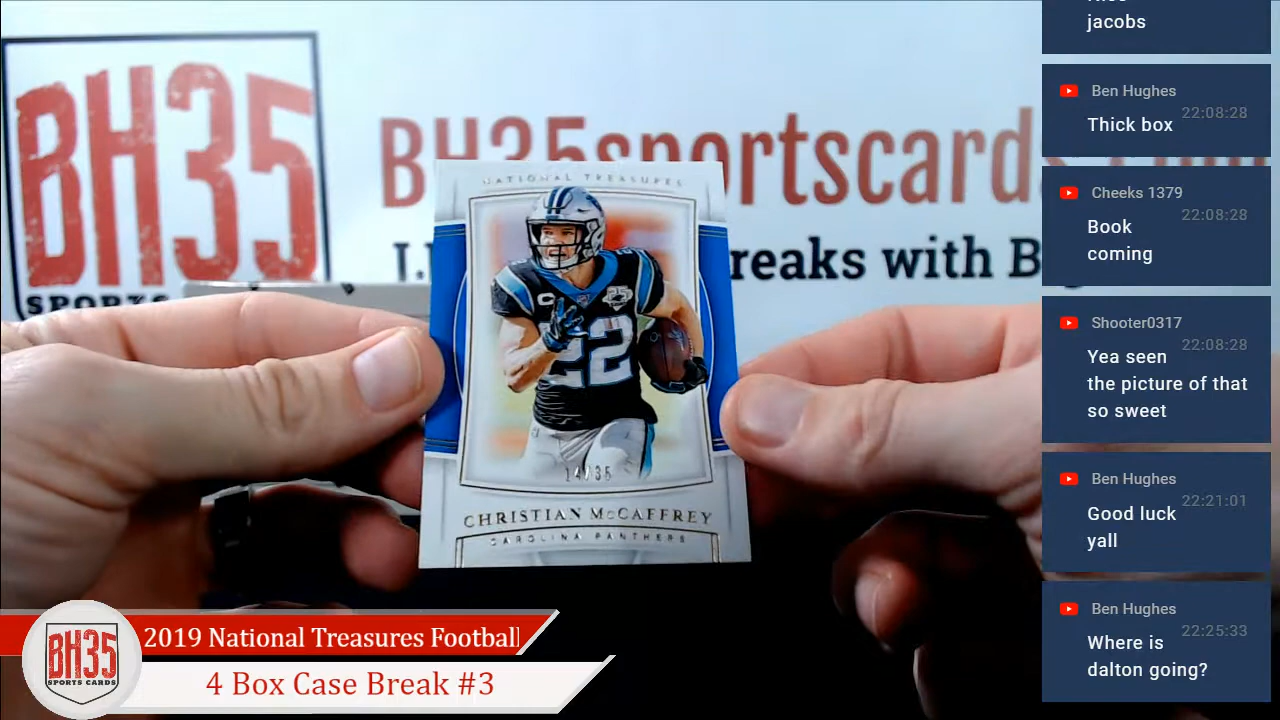 BH35
SPORTS
BH35sportscards
reaks with B
NATIONAL TREASURES
25
C
22
14/35
CHRISTIAN McCAFFREY
CAROLINA PANTHERS
jacobs
Ben Hughes
22:08:28
Thick box
Cheeks 1379
22:08:28
Book
coming
Shooter0317
22:08:28
Yea seen
the picture of that
so sweet
Ben Hughes
22:21:01
Good luck
yall
Ben Hughes
22:25:33
Where is
dalton going?
BH35
SPORTS CARDS
2019 National Treasures Football
4 Box Case Break #3